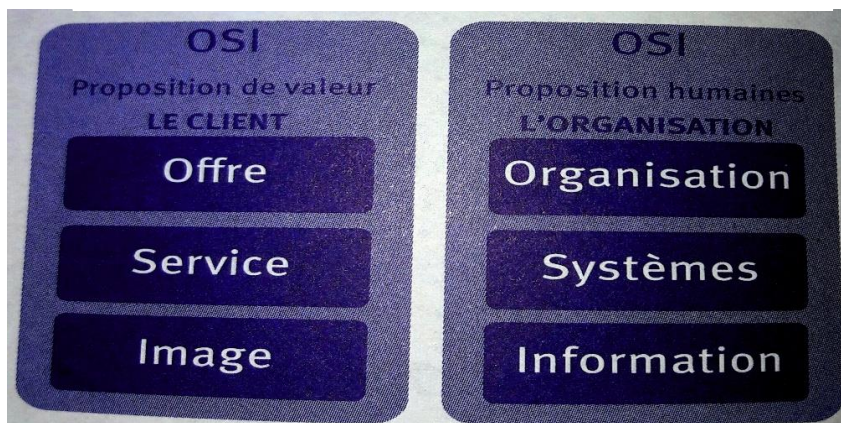 OSI
Proposition de valeur
LE CLIENT
Offre
Service
Image
OSI
Proposition humaines
L'ORGANISATION
Organisation
Systèmes
Information